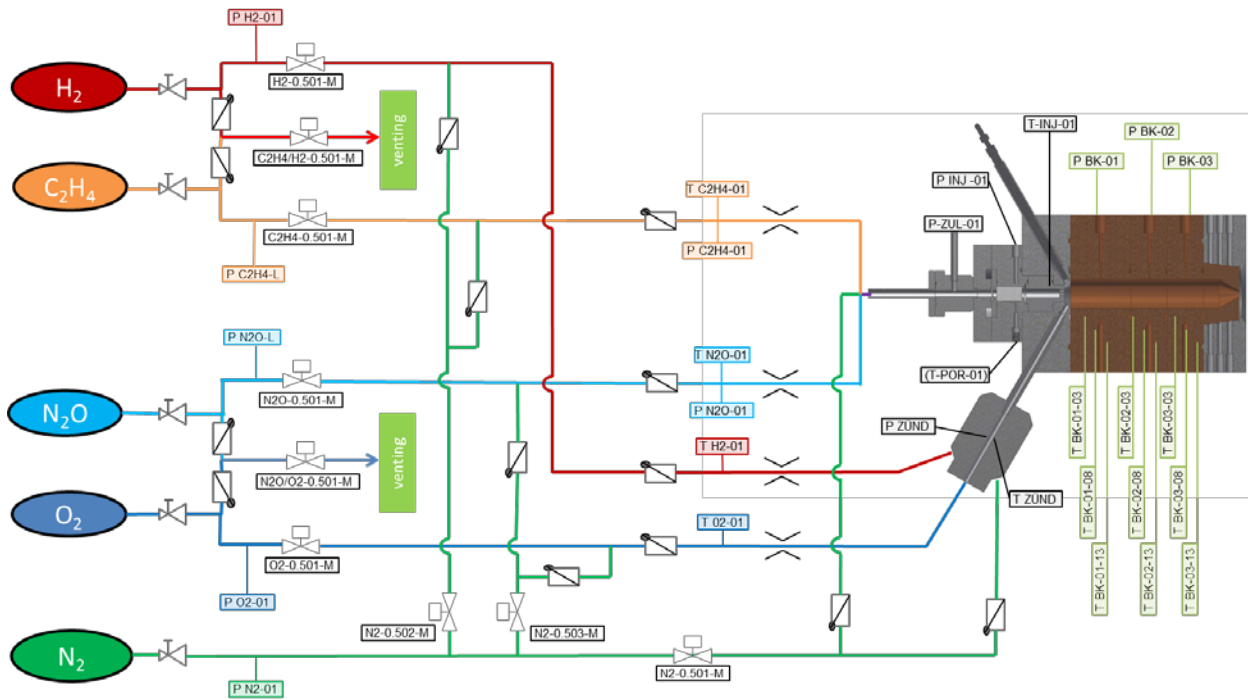 P H2-01
H₂
H2-0.501-M
venting
C2H4/H2-0.501-M
C₂H₄
C2H4-0.501-M
P C2H4-L
T C2H4-01
P C2H4-01
T-INJ-01
P BK-02
P BK-01
P BK-03
P INJ -01
P-ZUL-01
P N2O-L
N₂O
N2O-0.501-M
T N2O-01
P N2O-01
(T-POR-01)
venting
N2O/O2-0.501-M
T H2-01
P ZÜND
T ZÜND
O₂
O2-0.501-M
T 02-01
P O2-01
T BK-01-03
T BK-02-03
T BK-03-03
T BK-01-08
T BK-02-08
T BK-03-08
T BK-01-13
T BK-02-13
T BK-03-13
N2-0.502-M
N2-0.503-M
N₂
N2-0.501-M
P N2-01